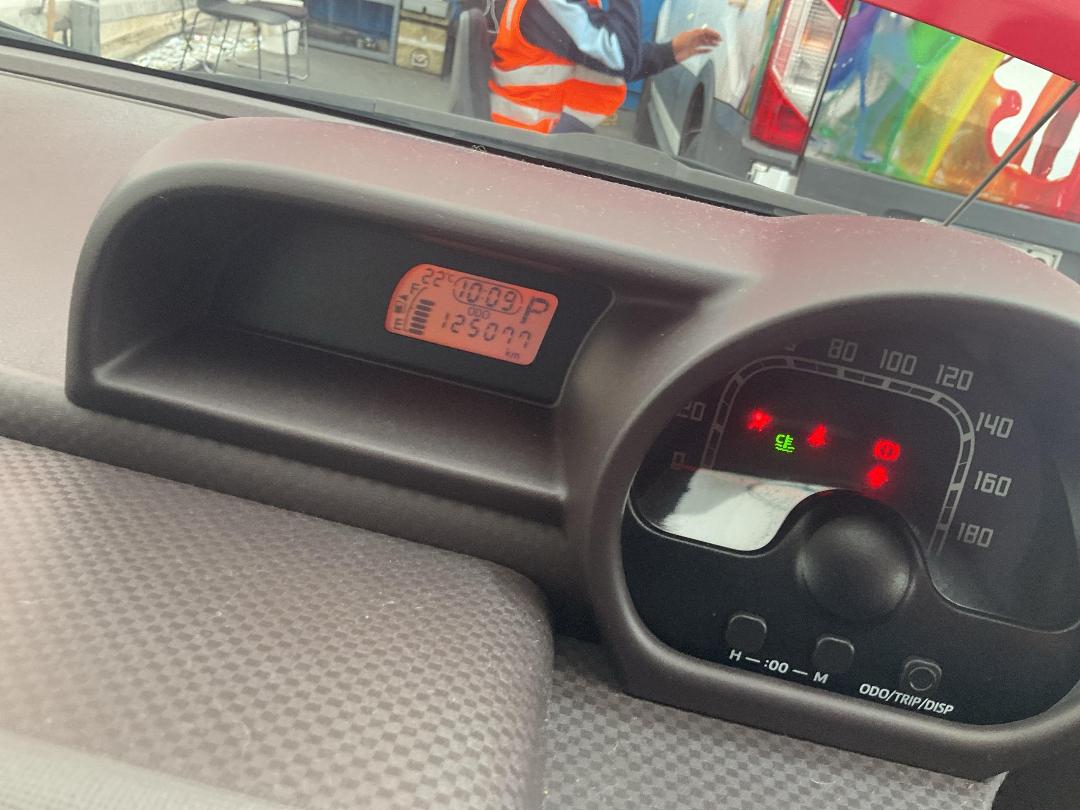 22°C 10:09 P
ODO
125077
E km
80 100 120
20 140
0 160
180
H — :00 — M
ODO/TRIP/DISP